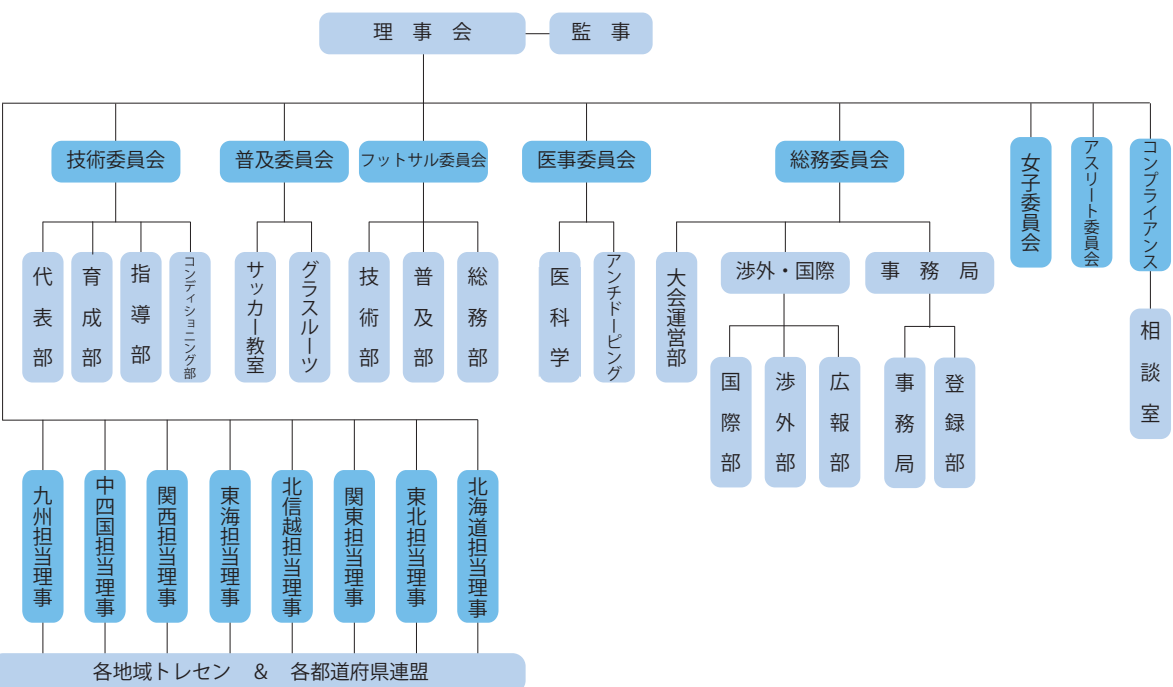 理事会
監事
技術委員会
普及委員会
フットサル委員会
医事委員会
総務委員会
女子委員会
アスリート委員会
コンプライアンス
代表部
育成部
指導部
コンディショニング部
サッカー教室
グラスルーツ
技術部
普及部
総務部
医科学
アンチドーピング
大会運営部
渉外・国際
事務局
相談室
国際部
渉外部
広報部
事務局
登録部
九州担当理事
中四国担当理事
関西担当理事
東海担当理事
北信越担当理事
関東担当理事
東北担当理事
北海道担当理事
各地域トレセン ＆ 各都道府県連盟